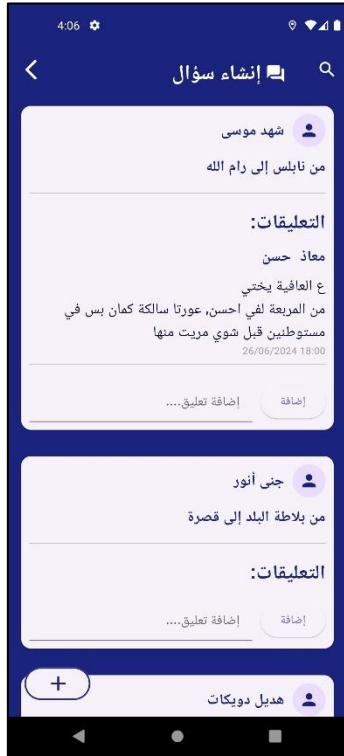 4:06
إنشاء سؤال
شهد موسى
من نابلس إلى رام الله
التعليقات:
معاذ حسن
ع العافية يختي
من المربعة لفي احسن, عورتا سالكة كمان بس في
مستوطنين قبل شوي مريت منها
26/06/2024 18:00
إضافة تعليق.... إضافة
جنى أنور
من بلاطة البلد إلى قصرة
التعليقات:
إضافة تعليق.... إضافة
+
هديل دويكات